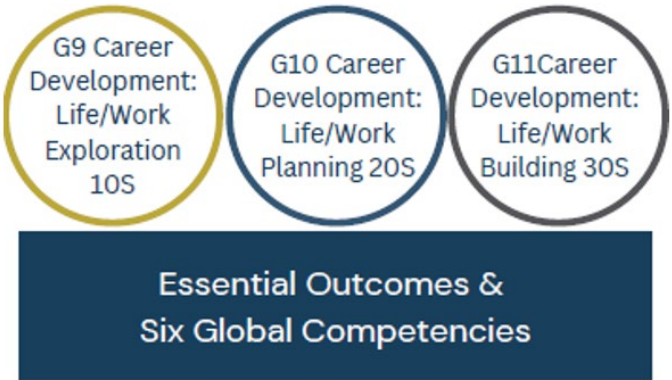 G9 Career
Development:
Life/Work
Exploration
10S
G10 Career
Development:
Life/Work
Planning 20S
G11Career
Development:
Life/Work
Building 30S
Essential Outcomes &
Six Global Competencies